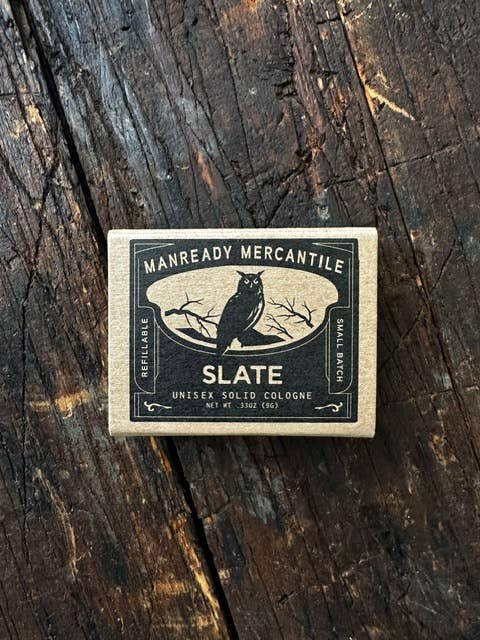 MANREADY MERCANTILE
REFILLABLE
SMALL BATCH
SLATE
UNISEX SOLID COLOGNE
NET WT .33OZ (9G)